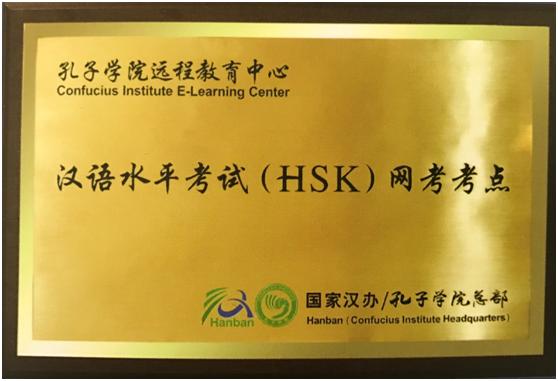 孔子学院远程教育中心
Confucius Institute E-Learning Center
汉语水平考试(HSK)网考考点
Hanban
国家汉办/孔子学院总部
Hanban (Confucius Institute Headquarters)